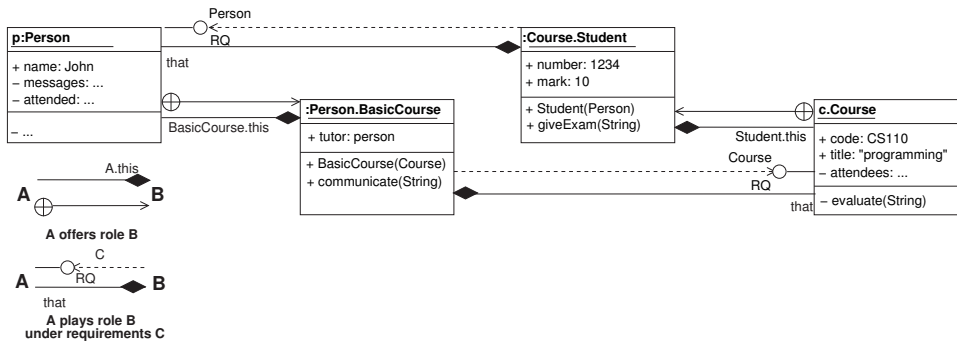 Person
RQ
that
p:Person
+ name: John
– messages: ...
– attended: ...
– ...
:Course.Student
+ number: 1234
+ mark: 10
+ Student(Person)
+ giveExam(String)
BasicCourse.this
:Person.BasicCourse
+ tutor: person
+ BasicCourse(Course)
+ communicate(String)
Student.this
c.Course
+ code: CS110
+ title: "programming"
– attendees: ...
– evaluate(String)
Course
RQ
that
A.this
A B
A offers role B
C
A B
RQ
that
A plays role B
under requirements C